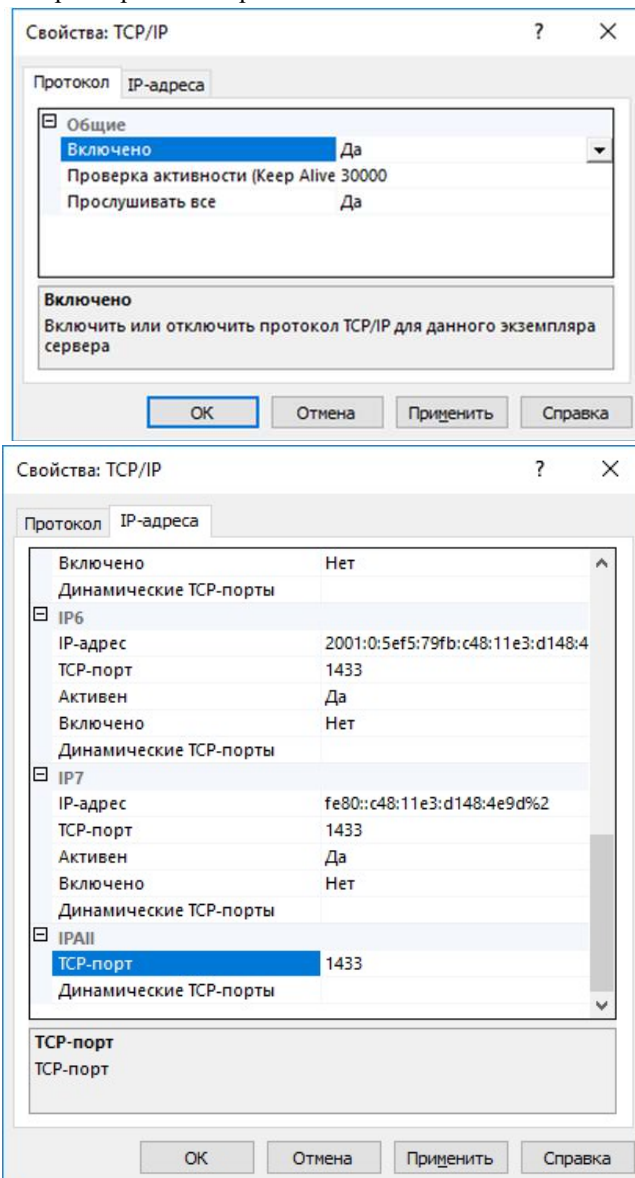 Свойства: TCP/IP ? ×
Протокол IP-адреса
Общие
Включено Да
Проверка активности (Keep Alive 30000
Прослушивать все Да
Включено
Включить или отключить протокол TCP/IP для данного экземпляра
сервера
ОК Отмена Применить Справка
Свойства: TCP/IP ? ×
Протокол IP-адреса
Включено Нет
Динамические TCP-порты
IP6
IP-адрес 2001:0:5ef5:79fb:c48:11e3:d148:4
TCP-порт 1433
Активен Да
Включено Нет
Динамические TCP-порты
IP7
IP-адрес fe80::c48:11e3:d148:4e9d%2
TCP-порт 1433
Активен Да
Включено Нет
Динамические TCP-порты
IPAll
TCP-порт 1433
Динамические TCP-порты
TCP-порт
TCP-порт
ОК Отмена Применить Справка